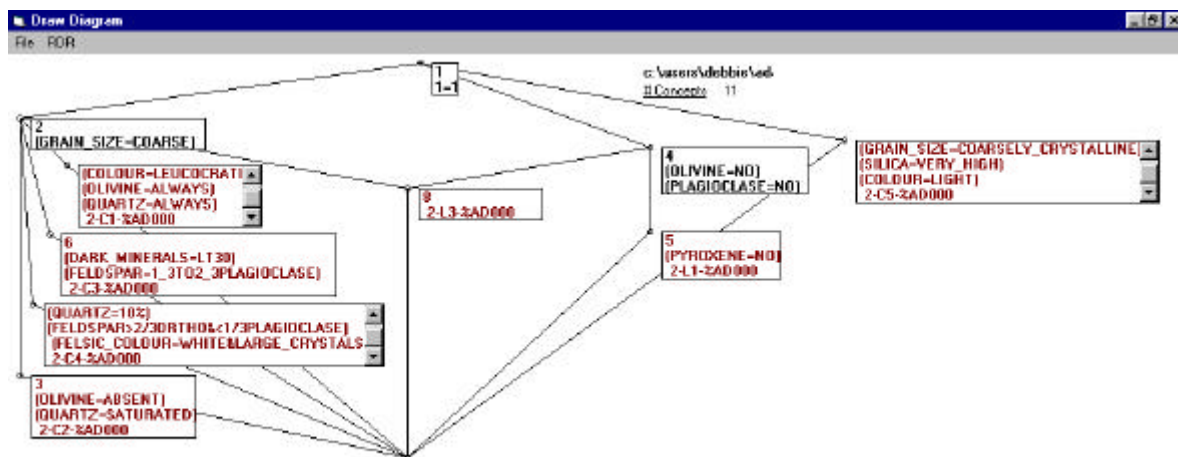 Draw Diagram
File RDR
1
1=1
c:\users\debbie\ad‹
# Concepts 11
2
(GRAIN_SIZE=COARSE)
(COLOUR=LEUCOCRATI
(OLIVINE=ALWAYS)
(QUARTZ=ALWAYS)
2-C1-%AD000
6
(DARK_MINERALS=LT30)
(FELDSPAR=1_3TO2_3PLAGIOCLASE)
2-C3-%AD000
(QUARTZ=10%)
(FELDSPAR>2/3ORTHO&<1/3PLAGIOCLASE)
(FELSIC_COLOUR=WHITE&LARGE_CRYSTALS
2-C4-%AD000
3
(OLIVINE=ABSENT)
(QUARTZ=SATURATED)
2-C2-%AD000
2-L3-%AD000
4
(OLIVINE=NO)
(PLAGIOCLASE=NO)
5
(PYROXENE=NO)
2-L1-%AD000
(GRAIN_SIZE=COARSELY_CRYSTALLINE)
(SILICA=VERY_HIGH)
(COLOUR=LIGHT)
2-C5-%AD000